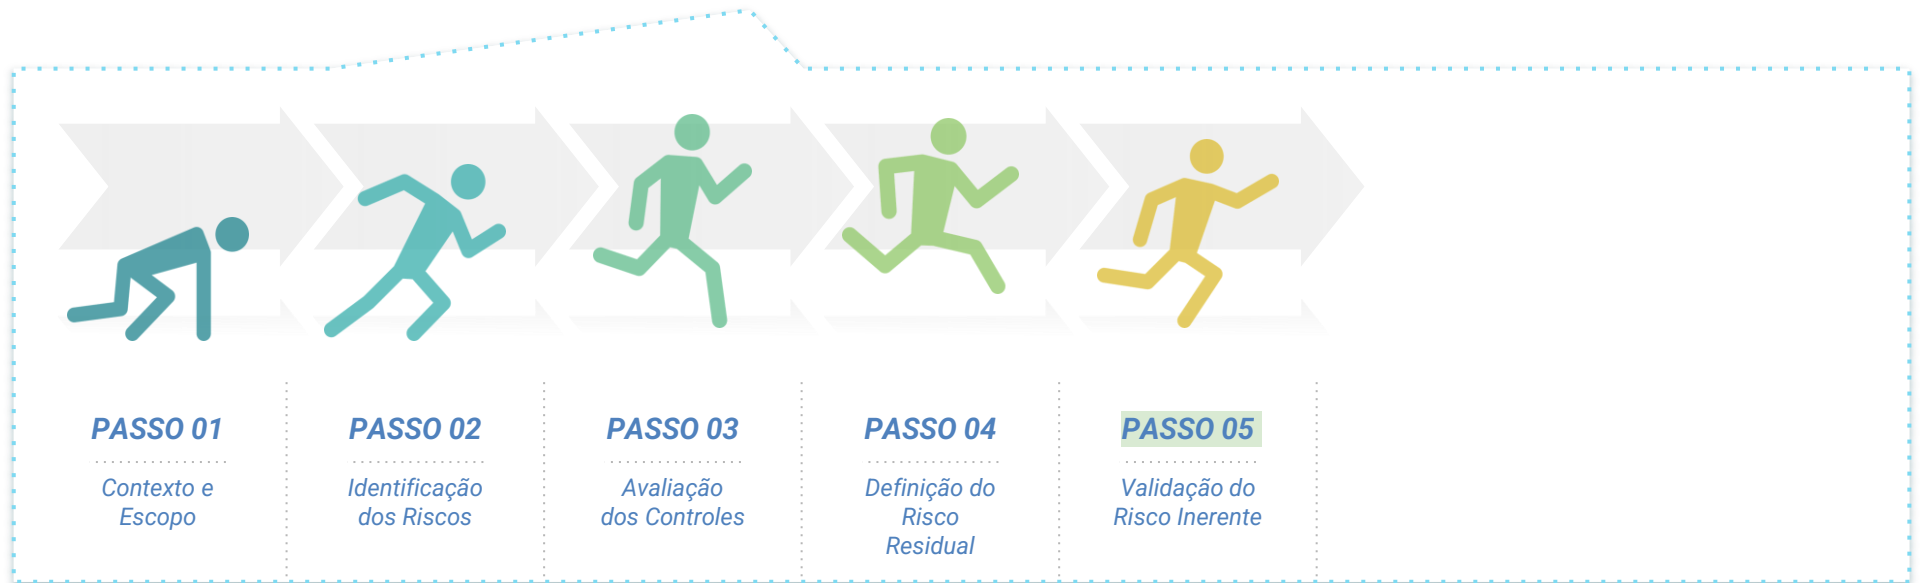 PASSO 01
Contexto e
Escopo
PASSO 02
Identificação
dos Riscos
PASSO 03
Avaliação
dos Controles
PASSO 04
Definição do
Risco
Residual
PASSO 05
Validação do
Risco Inerente